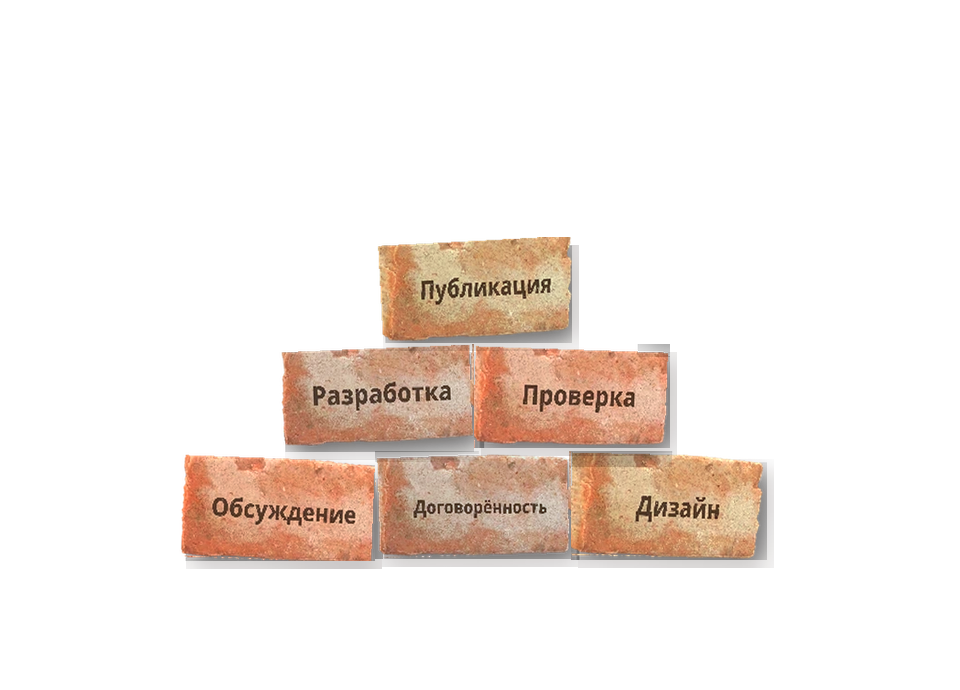 Публикация
Разработка Проверка
Обсуждение Договорённость Дизайн